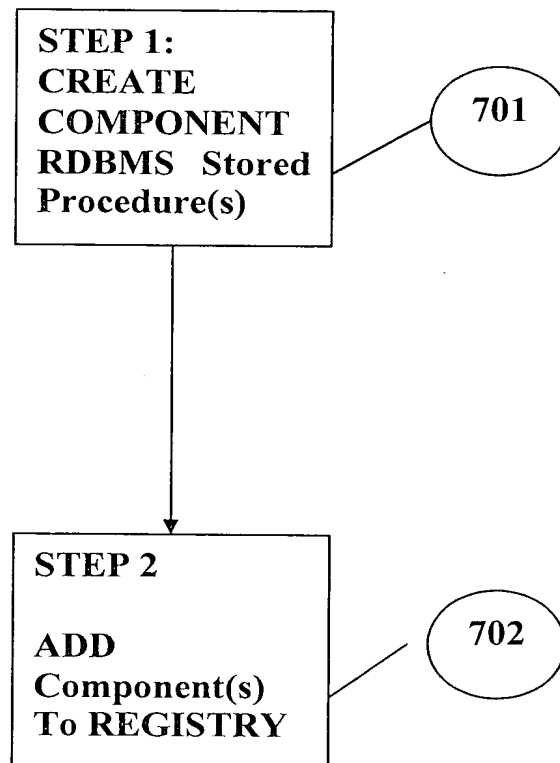 STEP 1:
CREATE
COMPONENT
RDBMS Stored
Procedure(s)
701
STEP 2
ADD
Component(s)
To REGISTRY
702